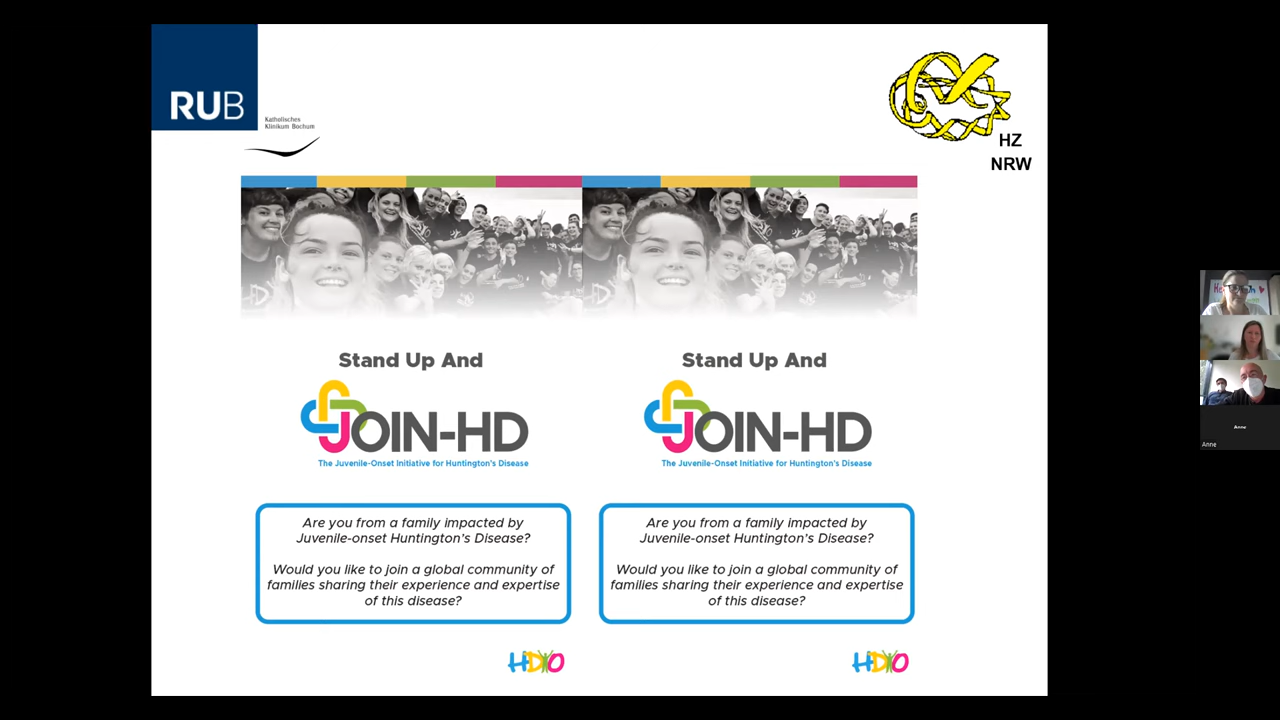 RUB
Katholisches
Klinikum Bochum
HZ
NRW
Stand Up And
JOIN-HD
The Juvenile-Onset Initiative for Huntington's Disease
Are you from a family impacted by
Juvenile-onset Huntington's Disease?
Would you like to join a global community of
families sharing their experience and expertise
of this disease?
HDYO
Stand Up And
JOIN-HD
The Juvenile-Onset Initiative for Huntington's Disease
Are you from a family impacted by
Juvenile-onset Huntington's Disease?
Would you like to join a global community of
families sharing their experience and expertise
of this disease?
HDYO
Anne
Anne